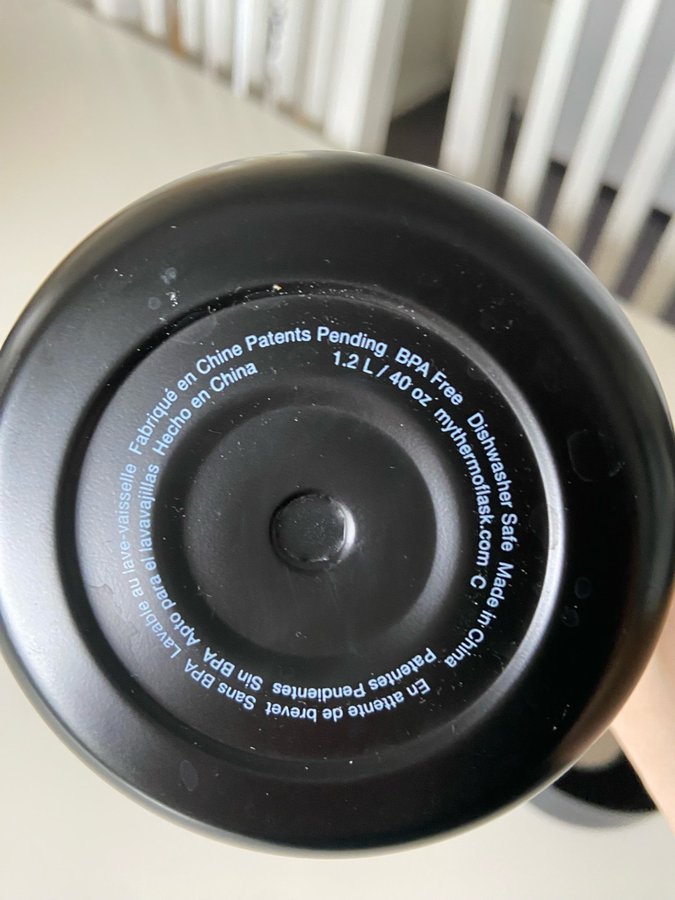 Patents Pending BPA Free Dishwasher Safe Made in China
En attente de brevet Sans BPA Lavable au lave-vaisselle Fabriqué en Chine
1.2 L / 40 oz mythermoflask.com C
Patentes Pendientes Sin BPA Apto para el lavavajillas Hecho en China